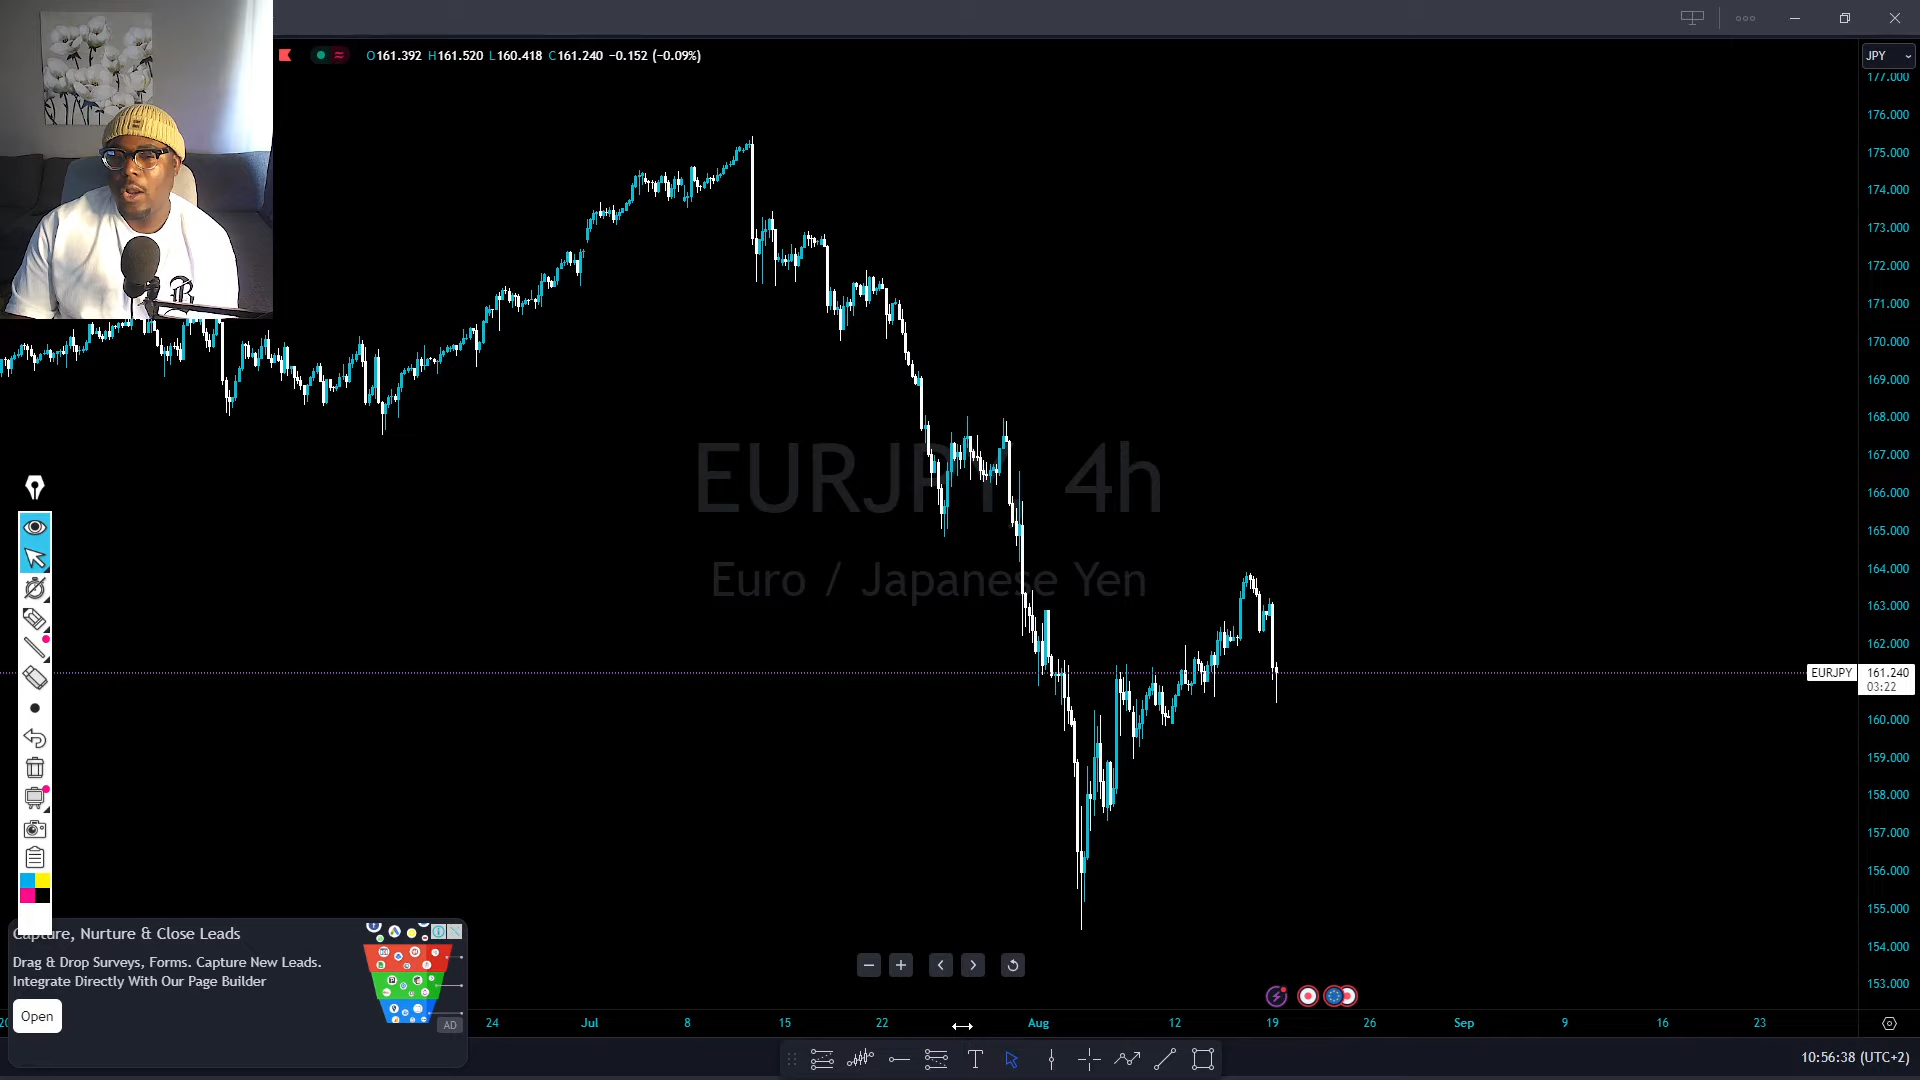 O161.392 H161.520 L160.418 C161.240 −0.152 (−0.09%)
JPY
177.000
176.000
175.000
174.000
173.000
172.000
171.000
170.000
169.000
168.000
167.000
166.000
165.000
164.000
163.000
162.000
EURJPY 161.240
03:22
160.000
159.000
158.000
157.000
156.000
155.000
154.000
153.000
EURJPY 4h
Euro / Japanese Yen
Capture, Nurture & Close Leads
Drag & Drop Surveys, Forms. Capture New Leads.
Integrate Directly With Our Page Builder
Open
AD
24 Jul 8 15 22 Aug 12 19 26 Sep 9 16 23
10:56:38 (UTC+2)